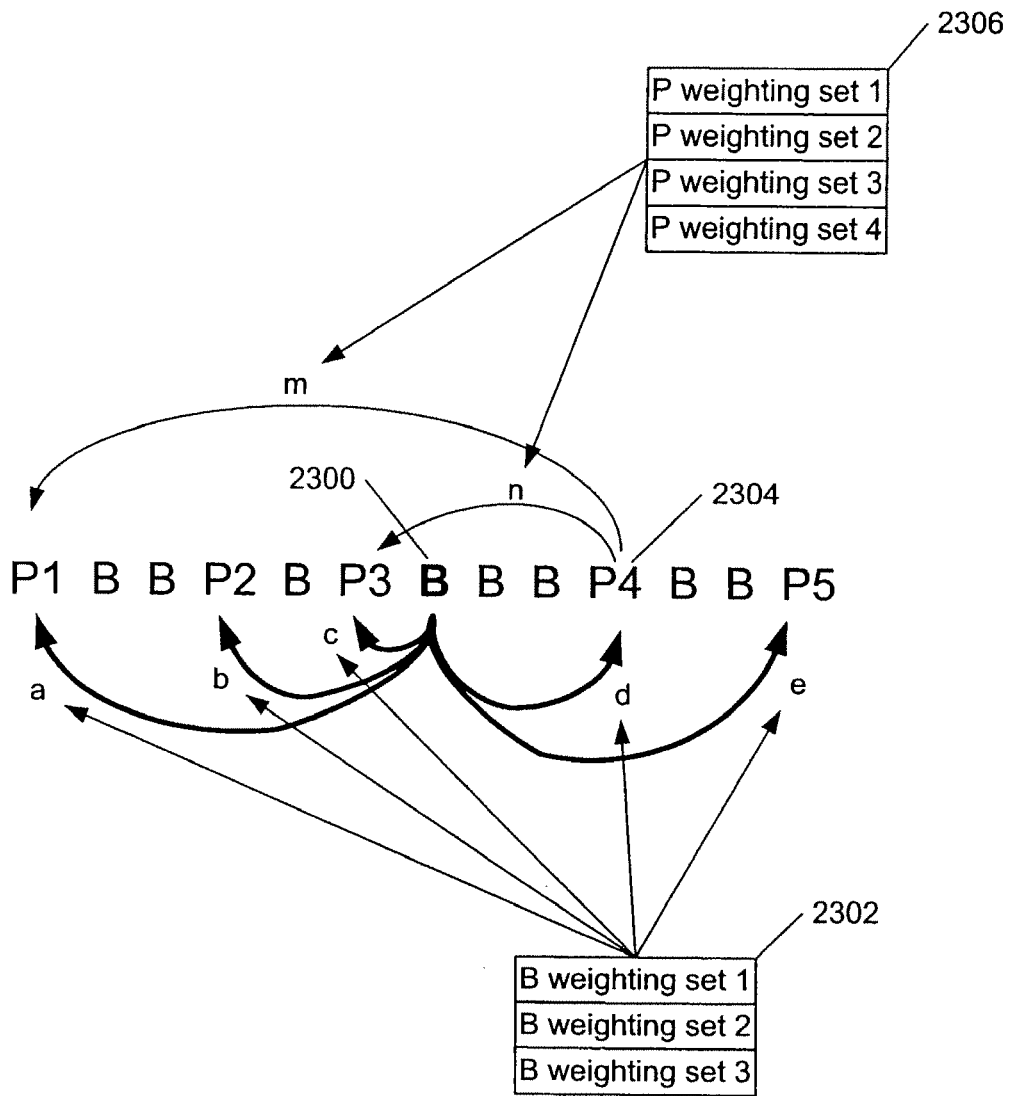 2306
P weighting set 1
P weighting set 2
P weighting set 3
P weighting set 4
m
2300
n
2304
P1 B B P2 B P3 B B B P4 B B P5
a
b
c
d
e
2302
B weighting set 1
B weighting set 2
B weighting set 3